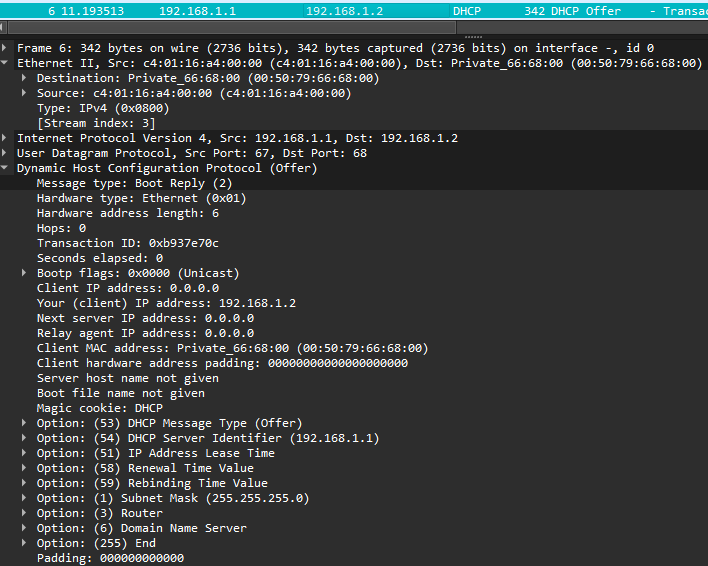 6 11.193513 192.168.1.1 192.168.1.2 DHCP 342 DHCP Offer - Transac
Frame 6: 342 bytes on wire (2736 bits), 342 bytes captured (2736 bits) on interface -, id 0
Ethernet II, Src: c4:01:16:a4:00:00 (c4:01:16:a4:00:00), Dst: Private_66:68:00 (00:50:79:66:68:00)
Destination: Private_66:68:00 (00:50:79:66:68:00)
Source: c4:01:16:a4:00:00 (c4:01:16:a4:00:00)
Type: IPv4 (0x0800)
[Stream index: 3]
Internet Protocol Version 4, Src: 192.168.1.1, Dst: 192.168.1.2
User Datagram Protocol, Src Port: 67, Dst Port: 68
Dynamic Host Configuration Protocol (Offer)
Message type: Boot Reply (2)
Hardware type: Ethernet (0x01)
Hardware address length: 6
Hops: 0
Transaction ID: 0xb937e70c
Seconds elapsed: 0
Bootp flags: 0x0000 (Unicast)
Client IP address: 0.0.0.0
Your (client) IP address: 192.168.1.2
Next server IP address: 0.0.0.0
Relay agent IP address: 0.0.0.0
Client MAC address: Private_66:68:00 (00:50:79:66:68:00)
Client hardware address padding: 00000000000000000000
Server host name not given
Boot file name not given
Magic cookie: DHCP
Option: (53) DHCP Message Type (Offer)
Option: (54) DHCP Server Identifier (192.168.1.1)
Option: (51) IP Address Lease Time
Option: (58) Renewal Time Value
Option: (59) Rebinding Time Value
Option: (1) Subnet Mask (255.255.255.0)
Option: (3) Router
Option: (6) Domain Name Server
Option: (255) End
Padding: 000000000000